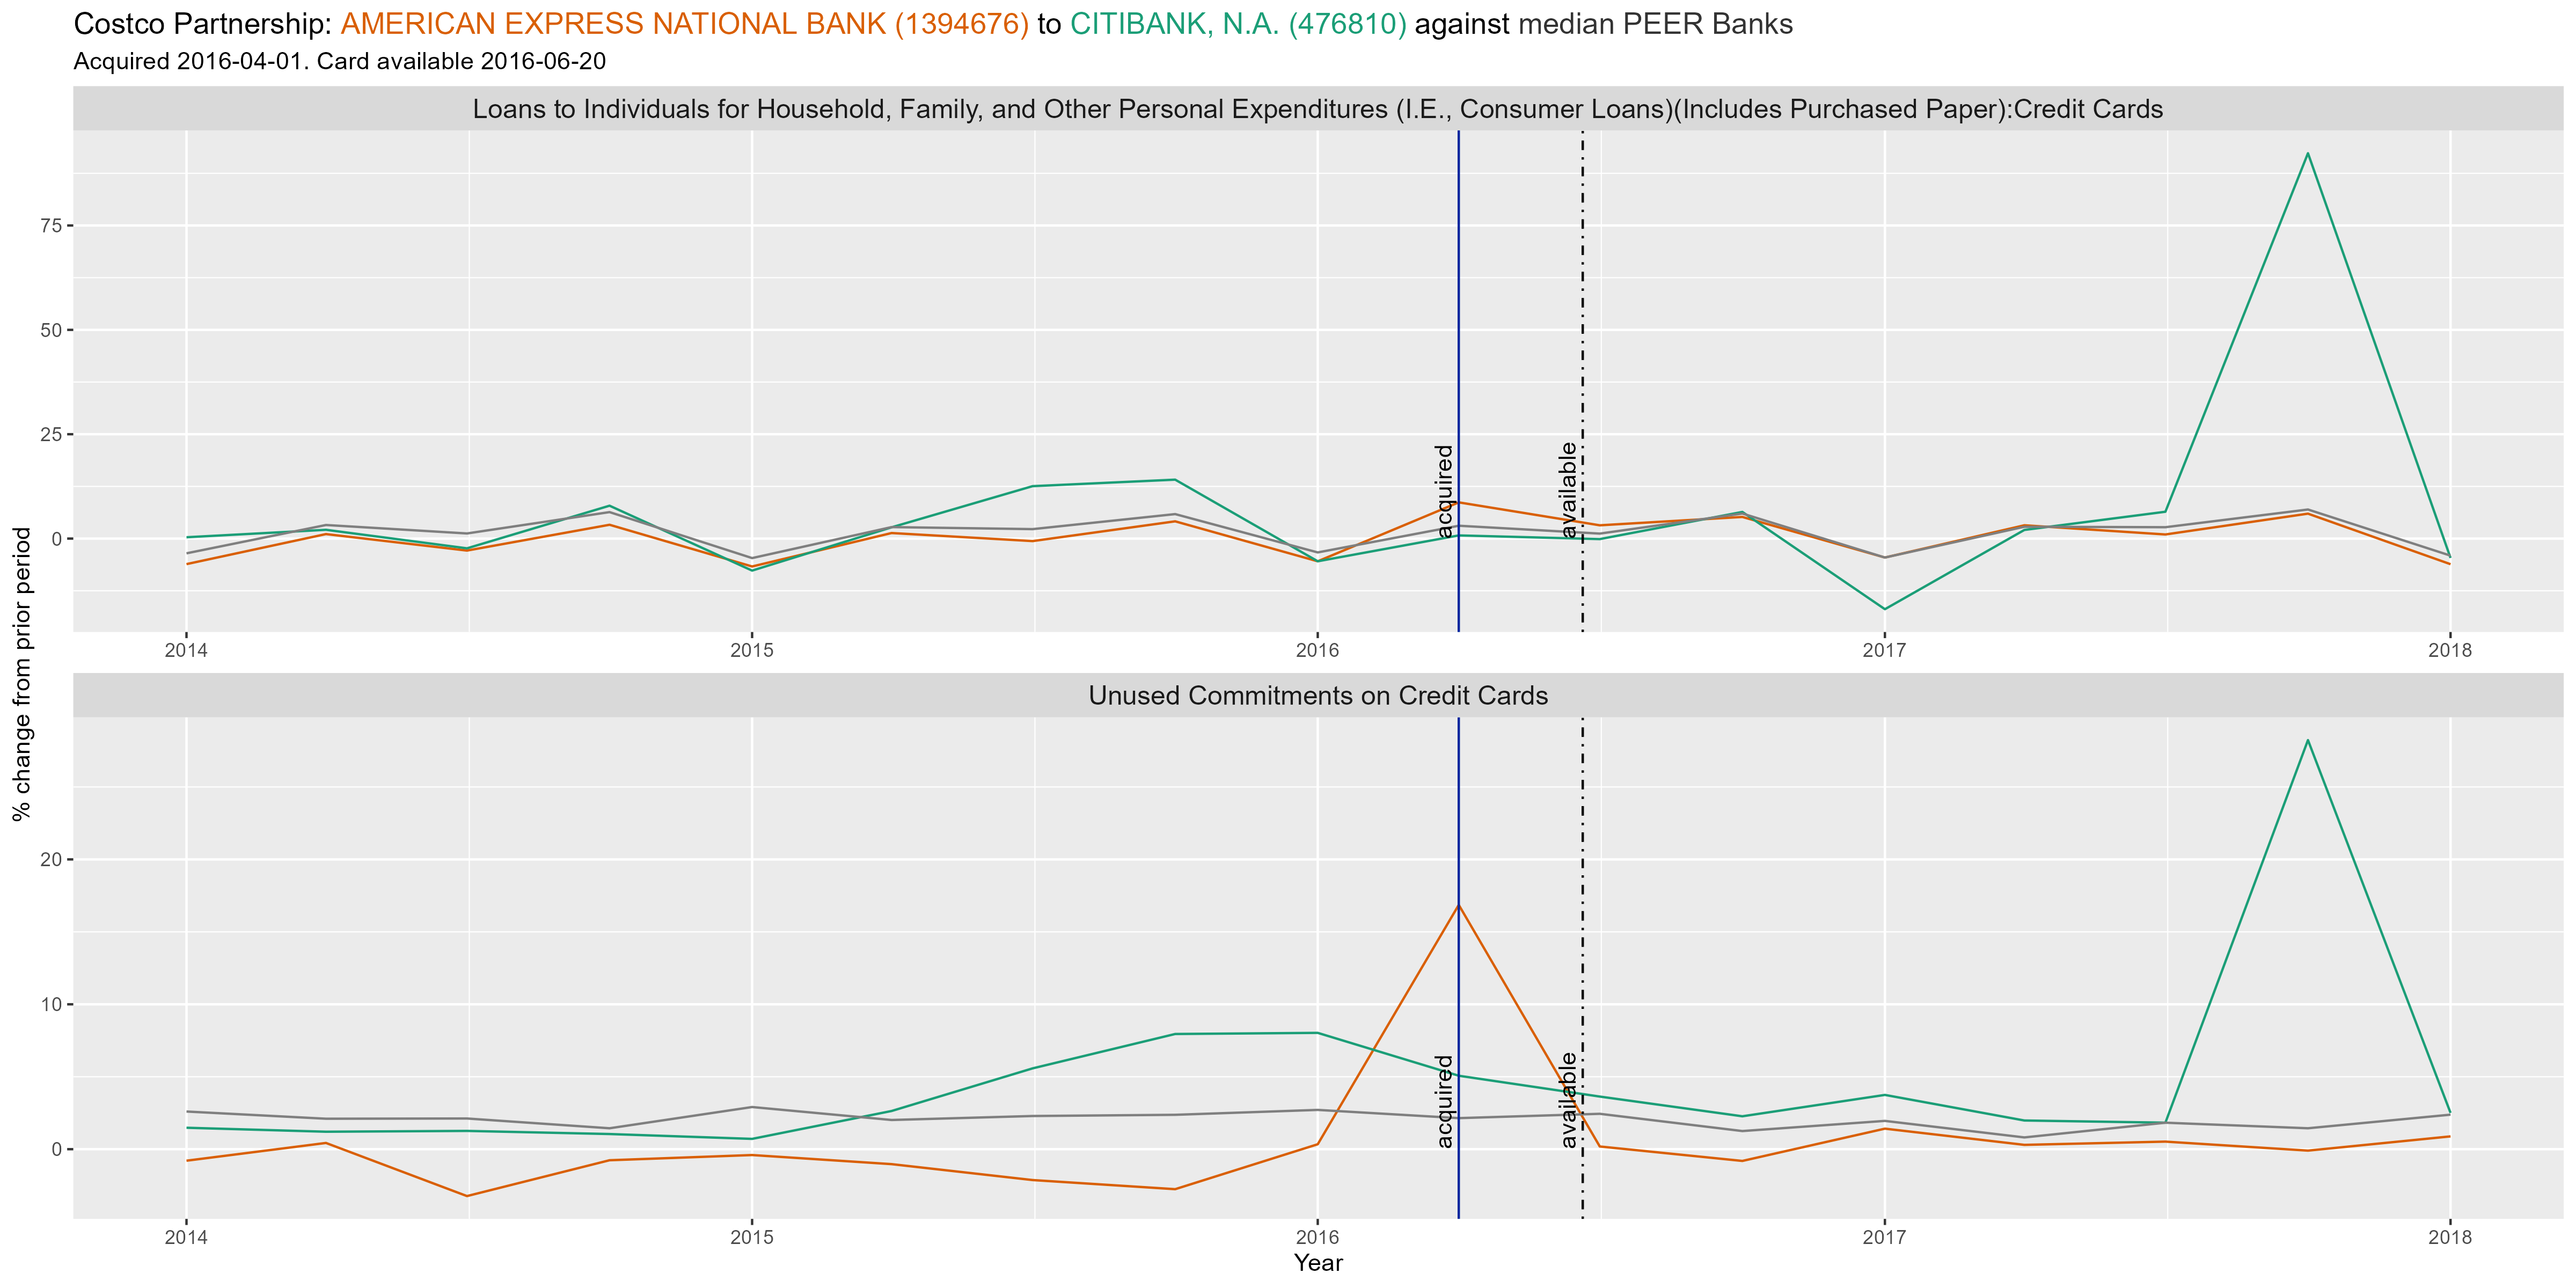 Costco Partnership: AMERICAN EXPRESS NATIONAL BANK (1394676) to CITIBANK, N.A. (476810) against median PEER Banks
Acquired 2016-04-01. Card available 2016-06-20
Loans to Individuals for Household, Family, and Other Personal Expenditures (I.E., Consumer Loans)(Includes Purchased Paper):Credit Cards
75
50
25
0
acquired
available
2014
2015
2016
2017
2018
% change from prior period
Unused Commitments on Credit Cards
20
10
0
acquired
available
2014
2015
2016
2017
2018
Year